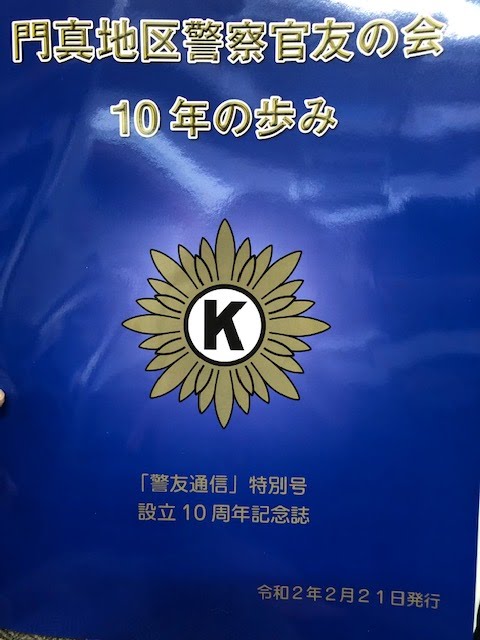 門真地区警察官友の会
10年の歩み
K
「警友通信」特別号
設立10周年記念誌
令和2年2月21日発行